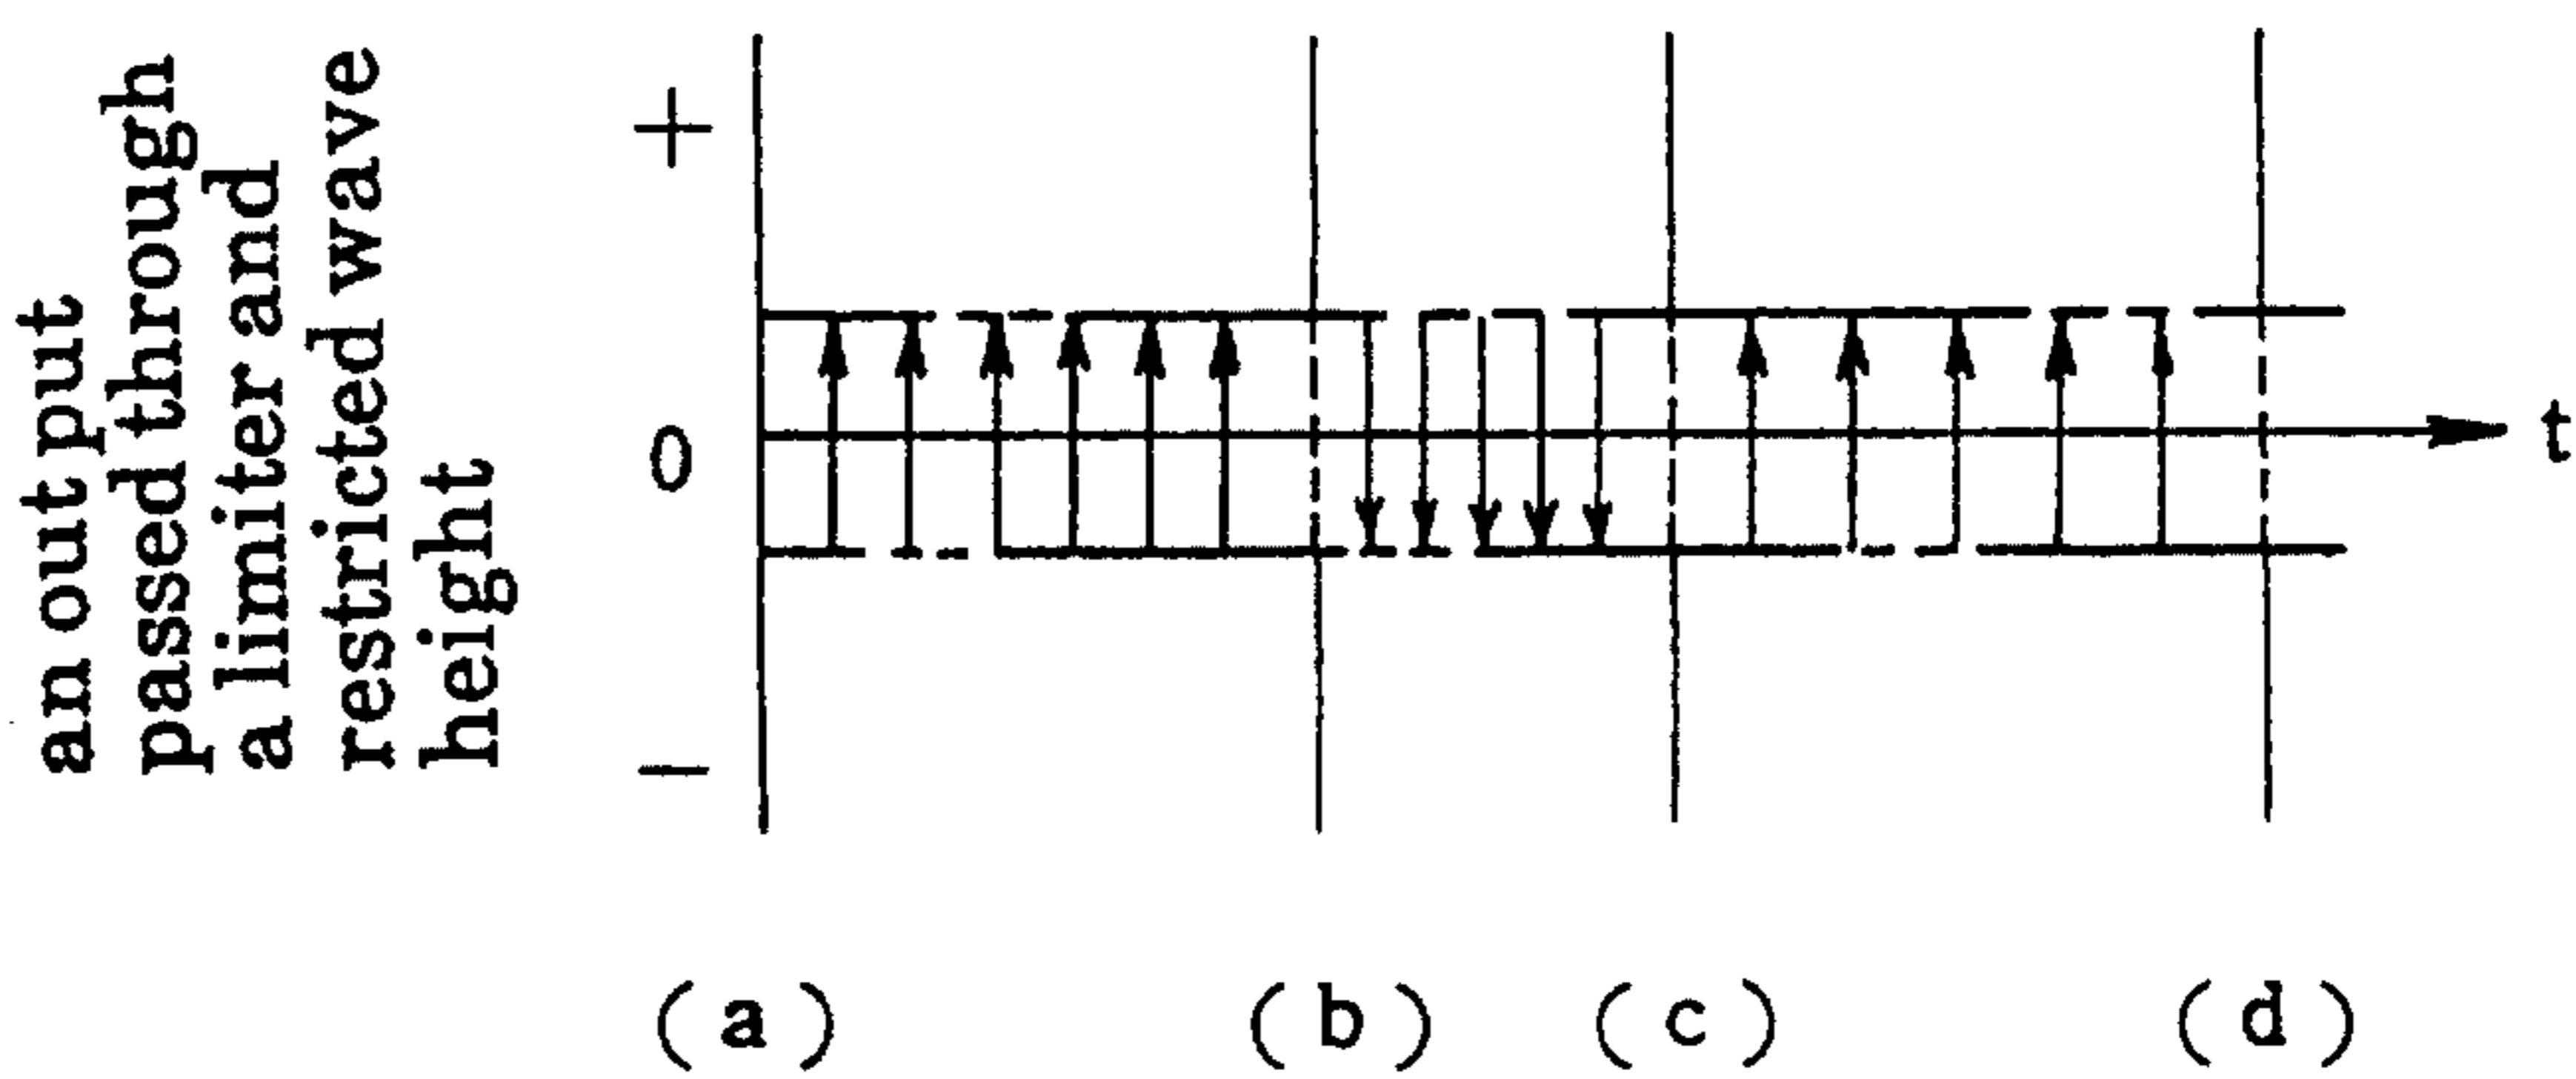 an out put
passed through
a limiter and
restricted wave
height
+
0
−
t
(a)
(b)
(c)
(d)